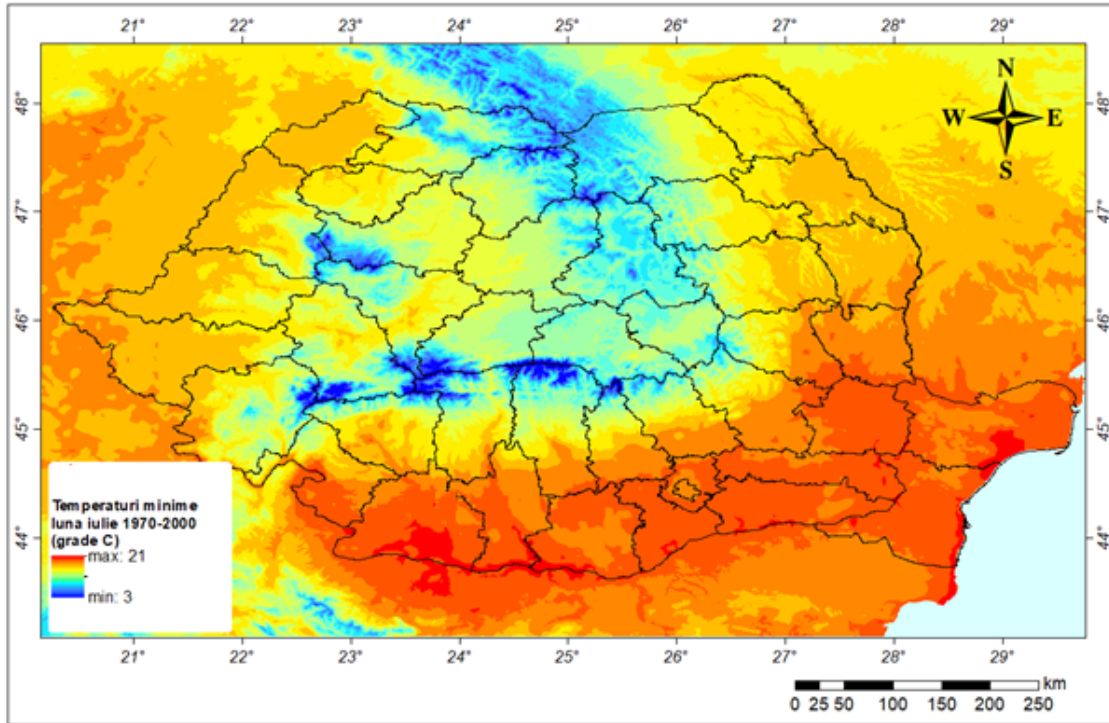 21° 22° 23° 24° 25° 26° 27° 28° 29°
N
W E
S
48° 48°
47° 47°
46° 46°
45° 45°
44° 44°
Temperaturi minime
luna iulie 1970-2000
(grade C)
max: 21
min: 3
21° 22° 23° 24° 25° 26° 27° 28° 29°
km
0 25 50 100 150 200 250